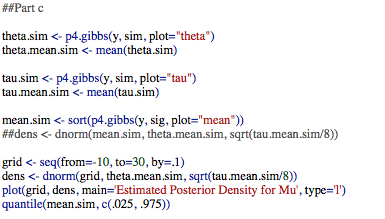 ##Part c
theta.sim <- p4.gibbs(y, sim, plot="theta")
theta.mean.sim <- mean(theta.sim)
tau.sim <- p4.gibbs(y, sim, plot="tau")
tau.mean.sim <- mean(tau.sim)
mean.sim <- sort(p4.gibbs(y, sig, plot="mean"))
##dens <- dnorm(mean.sim, theta.mean.sim, sqrt(tau.mean.sim/8))
grid <- seq(from=-10, to=30, by=.1)
dens <- dnorm(grid, theta.mean.sim, sqrt(tau.mean.sim/8))
plot(grid, dens, main='Estimated Posterior Density for Mu', type='l')
quantile(mean.sim, c(.025, .975))